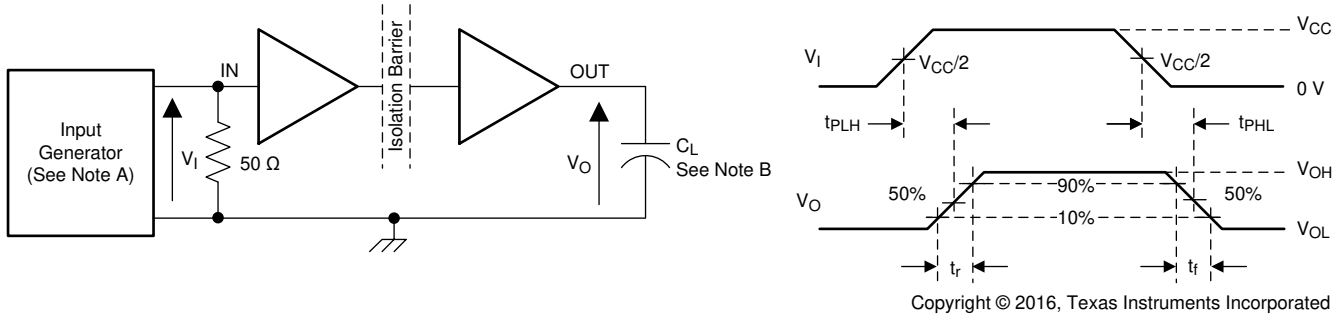 Input
Generator
(See Note A)
V_I
IN
50 Ω
Isolation Barrier
OUT
V_O
C_L
See Note B
V_I
V_CC/2
V_CC/2
V_CC
0 V
t_PLH
t_PHL
V_O
50%
90%
10%
50%
V_OH
V_OL
t_r
t_f
Copyright © 2016, Texas Instruments Incorporated